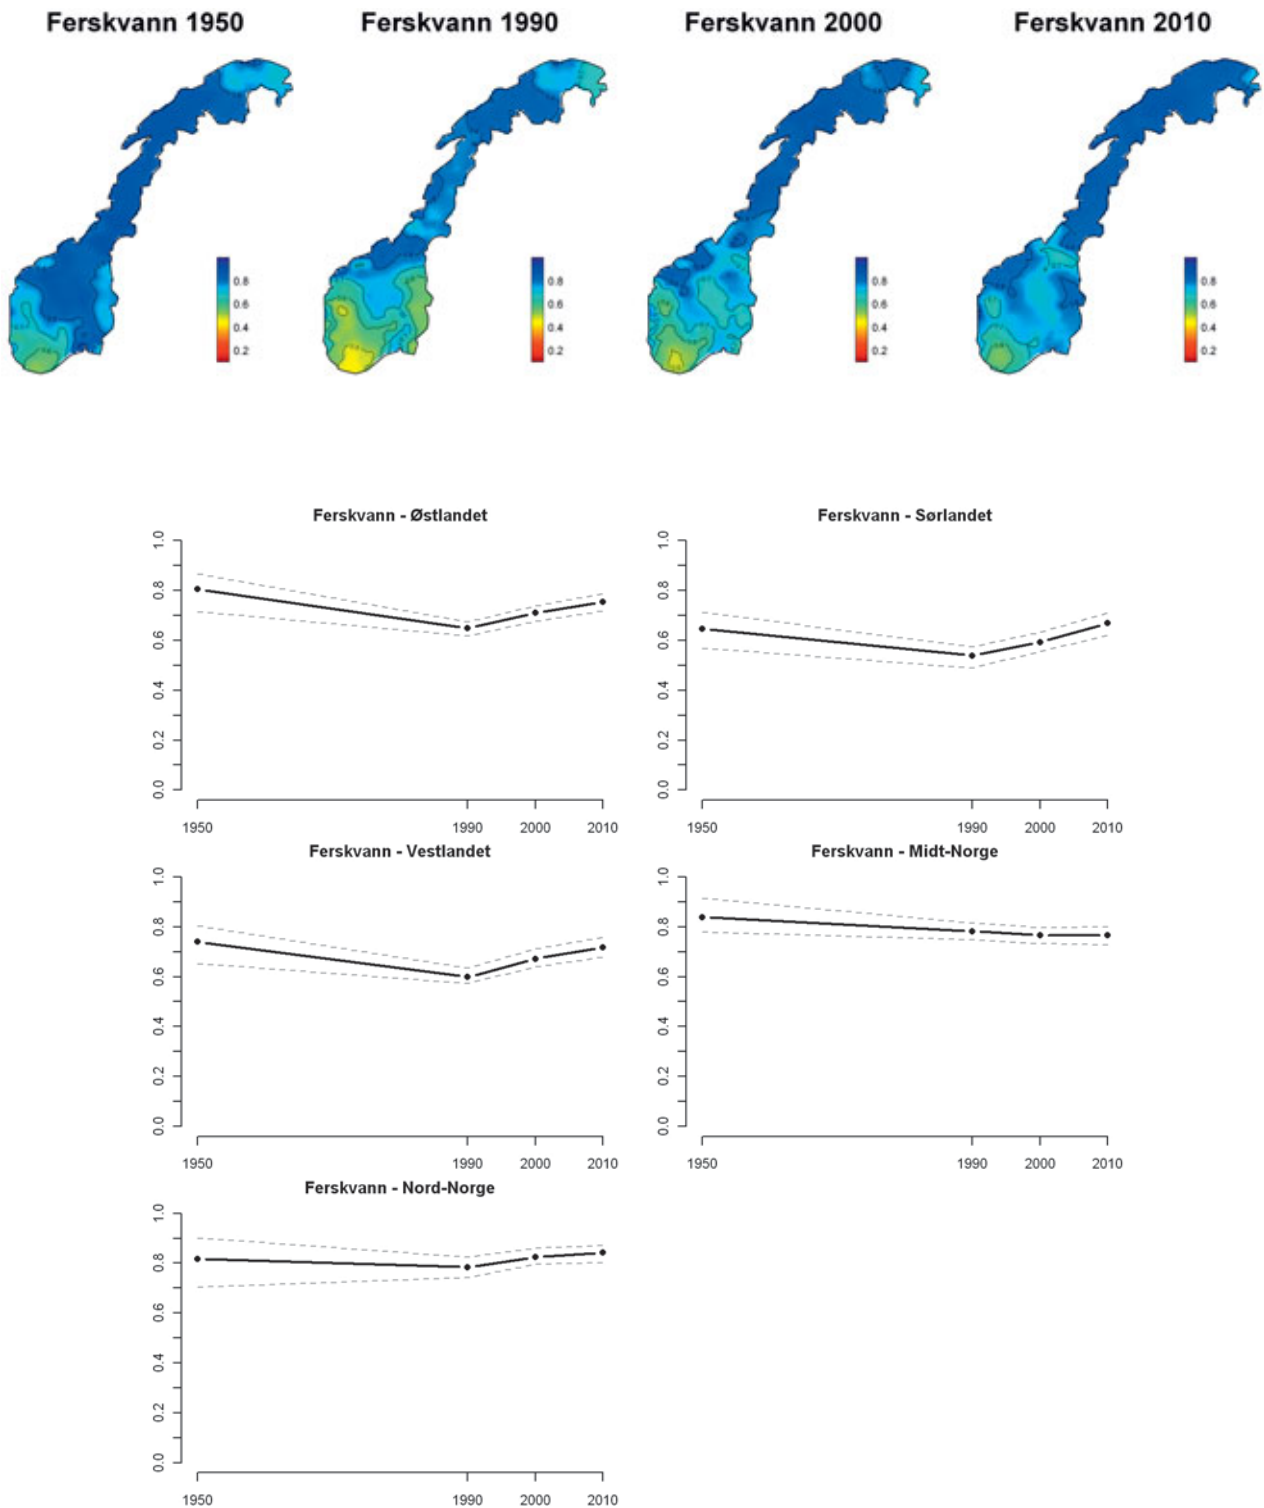 Ferskvann 1950 Ferskvann 1990 Ferskvann 2000 Ferskvann 2010
0.8 0.8 0.8 0.8
0.6 0.6 0.6 0.6
0.4 0.4 0.4 0.4
0.2 0.2 0.2 0.2
Ferskvann - Østlandet
1.0
0.8
0.6
0.4
0.2
0.0
1950 1990 2000 2010
Ferskvann - Sørlandet
1.0
0.8
0.6
0.4
0.2
0.0
1950 1990 2000 2010
Ferskvann - Vestlandet
1.0
0.8
0.6
0.4
0.2
0.0
1950 1990 2000 2010
Ferskvann - Midt-Norge
1.0
0.8
0.6
0.4
0.2
0.0
1950 1990 2000 2010
Ferskvann - Nord-Norge
1.0
0.8
0.6
0.4
0.2
0.0
1950 1990 2000 2010